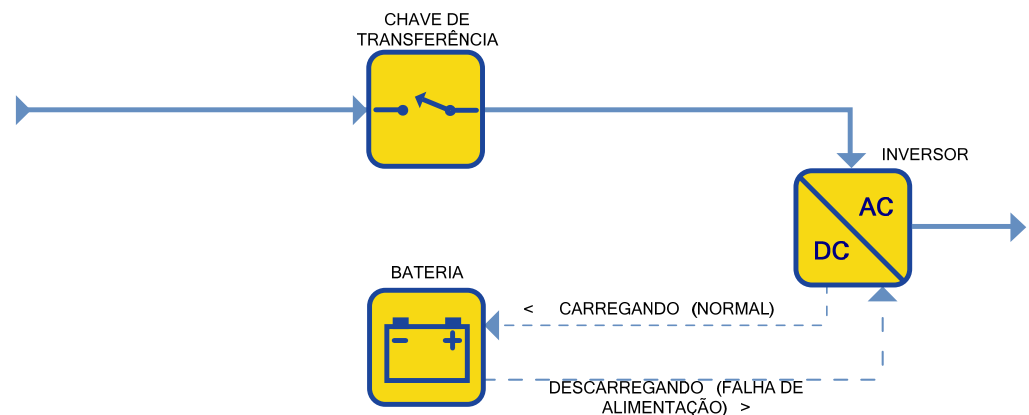 CHAVE DE
TRANSFERÊNCIA
INVERSOR
AC
DC
BATERIA
< CARREGANDO (NORMAL)
- +
DESCARREGANDO (FALHA DE
ALIMENTAÇÃO) >